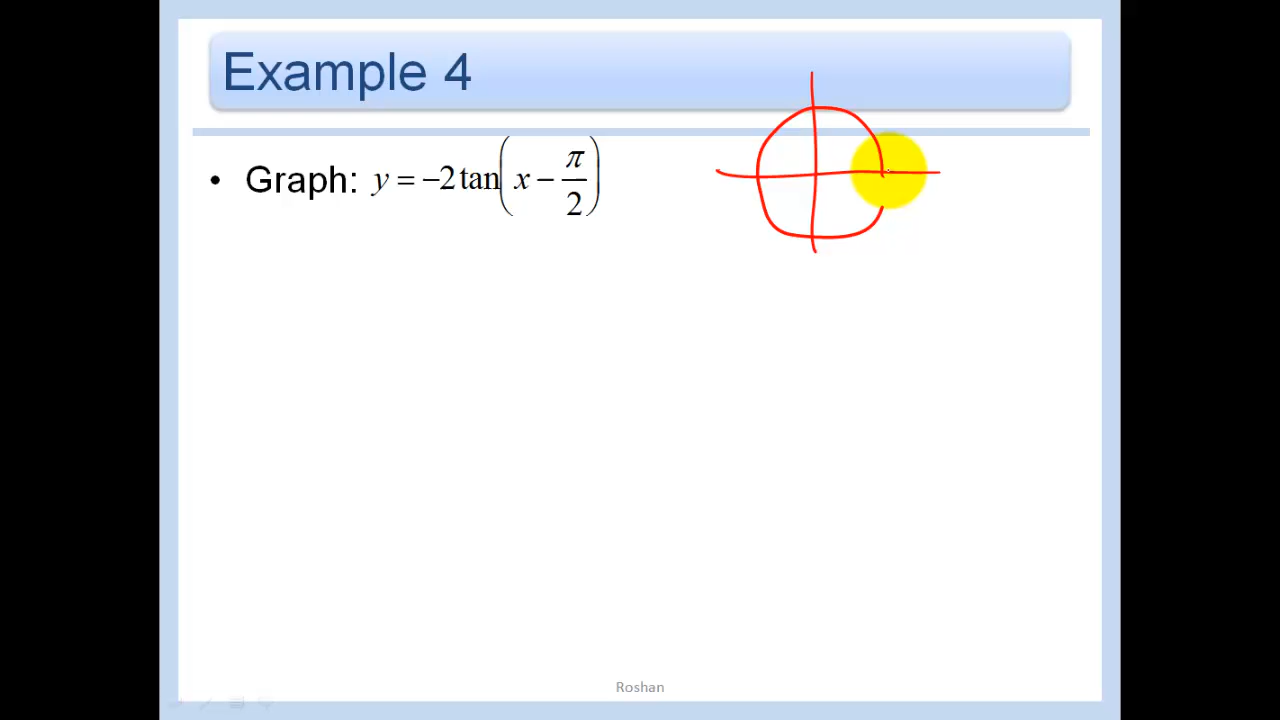 Example 4
• Graph: y = −2 tan(x − π/2)
Roshan